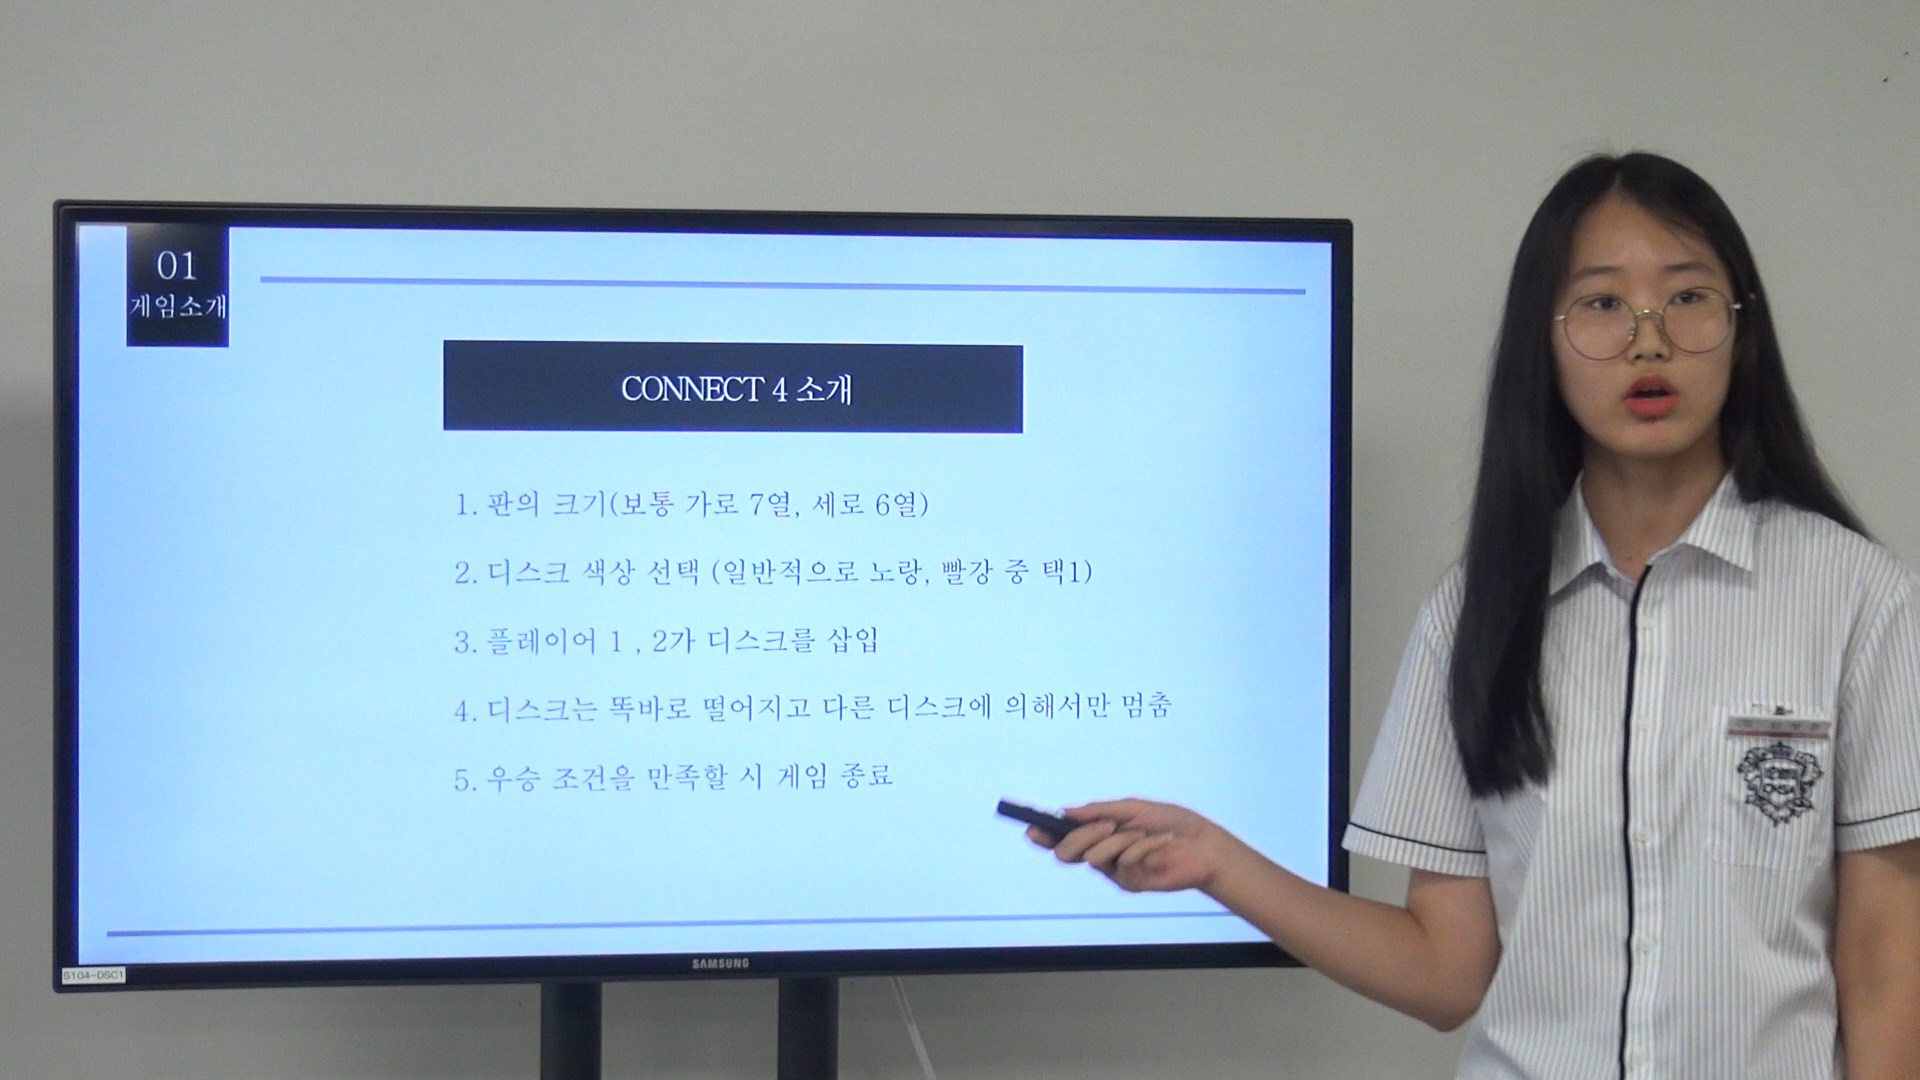 01
게임소개
CONNECT 4 소개
1. 판의 크기(보통 가로 7열, 세로 6열)
2. 디스크 색상 선택 (일반적으로 노랑, 빨강 중 택1)
3. 플레이어 1 , 2가 디스크를 삽입
4. 디스크는 똑바로 떨어지고 다른 디스크에 의해서만 멈춤
5. 우승 조건을 만족할 시 게임 종료
S104-DSC1
SAMSUNG
CNSA